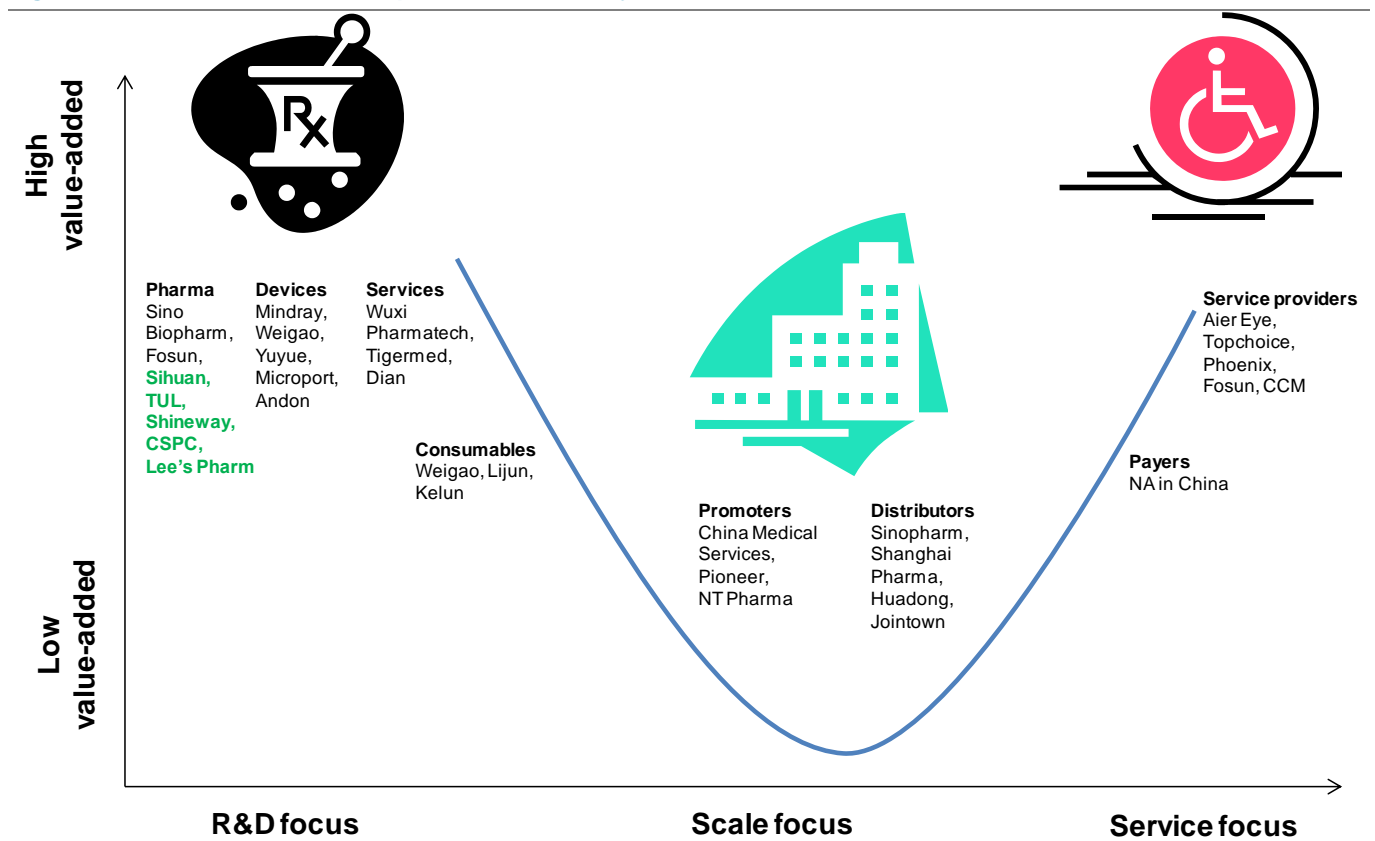 High
value-added
Low
value-added
Rx
Pharma
Sino
Biopharm,
Fosun,
Sihuan,
TUL,
Shineway,
CSPC,
Lee's Pharm
Devices
Mindray,
Weigao,
Yuyue,
Microport,
Andon
Services
Wuxi
Pharmatech,
Tigermed,
Dian
Consumables
Weigao, Lijun,
Kelun
Promoters
China Medical
Services,
Pioneer,
NT Pharma
Distributors
Sinopharm,
Shanghai
Pharma,
Huadong,
Jointown
Service providers
Aier Eye,
Topchoice,
Phoenix,
Fosun, CCM
Payers
NA in China
R&D focus
Scale focus
Service focus